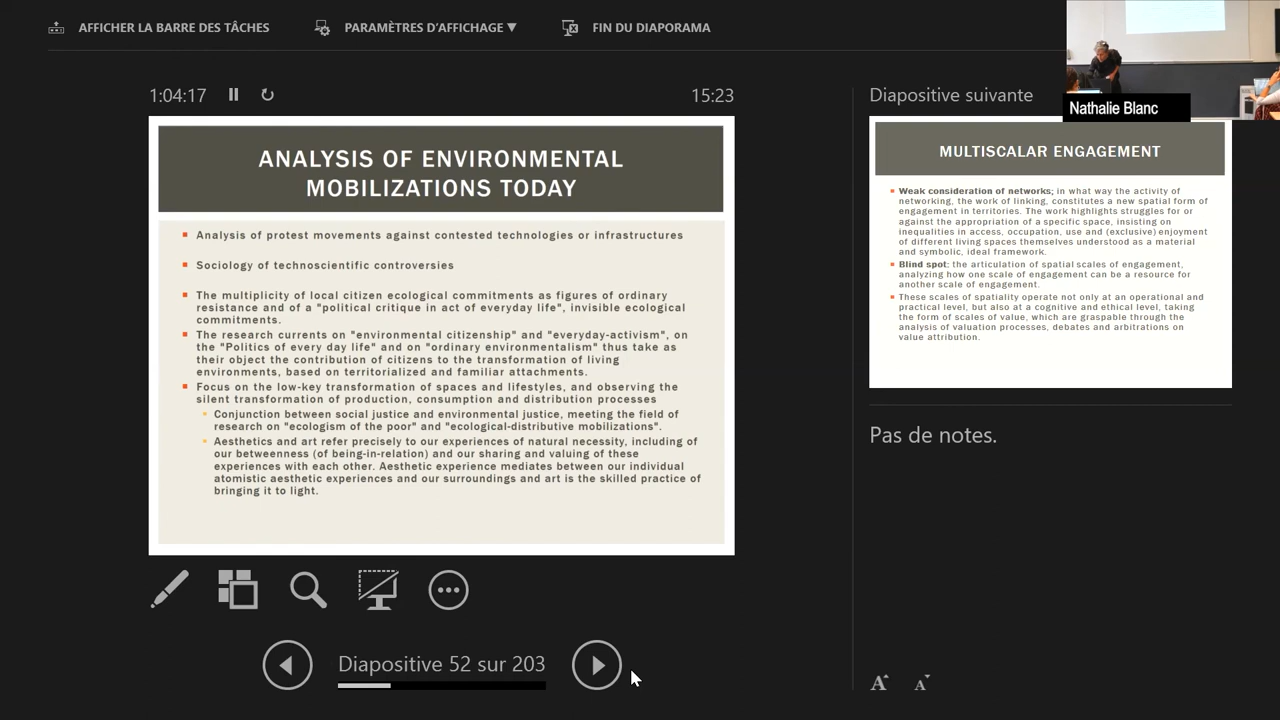 AFFICHER LA BARRE DES TÂCHES
PARAMÈTRES D'AFFICHAGE ▼
FIN DU DIAPORAMA
Nathalie Blanc
1:04:17
15:23
Diapositive suivante
ANALYSIS OF ENVIRONMENTAL
MOBILIZATIONS TODAY
Analysis of protest movements against contested technologies or infrastructures
Sociology of technoscientific controversies
The multiplicity of local citizen ecological commitments as figures of ordinary
resistance and of a "political critique in act of everyday life", invisible ecological
commitments.
The research currents on "environmental citizenship" and "everyday-activism", on
the "Politics of every day life" and on "ordinary environmentalism" thus take as
their object the contribution of citizens to the transformation of living
environments, based on territorialized and familiar attachments.
Focus on the low-key transformation of spaces and lifestyles, and observing the
silent transformation of production, consumption and distribution processes
Conjunction between social justice and environmental justice, meeting the field of
research on "ecologism of the poor" and "ecological-distributive mobilizations".
Aesthetics and art refer precisely to our experiences of natural necessity, including of
our betweenness (of being-in-relation) and our sharing and valuing of these
experiences with each other. Aesthetic experience mediates between our individual
atomistic aesthetic experiences and our surroundings and art is the skilled practice of
bringing it to light.
MULTISCALAR ENGAGEMENT
Weak consideration of networks; in what way the activity of
networking, the work of linking, constitutes a new spatial form of
engagement in territories. The work highlights struggles for or
against the appropriation of a specific space, insisting on
inequalities in access, occupation, use and (exclusive) enjoyment
of different living spaces themselves understood as a material
and symbolic, ideal framework.
Blind spot: the articulation of spatial scales of engagement,
analyzing how one scale of engagement can be a resource for
another scale of engagement.
These scales of spatiality operate not only at an operational and
practical level, but also at a cognitive and ethical level, taking
the form of scales of value, which are graspable through the
analysis of valuation processes, debates and arbitrations on
value attribution.
Pas de notes.
Diapositive 52 sur 203
A A